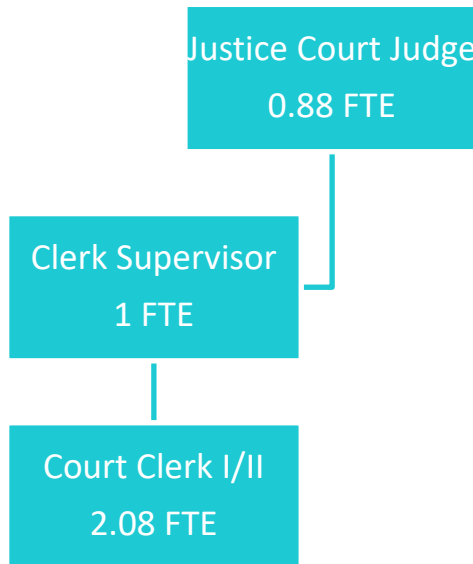 Justice Court Judge
0.88 FTE
Clerk Supervisor
1 FTE
Court Clerk I/II
2.08 FTE